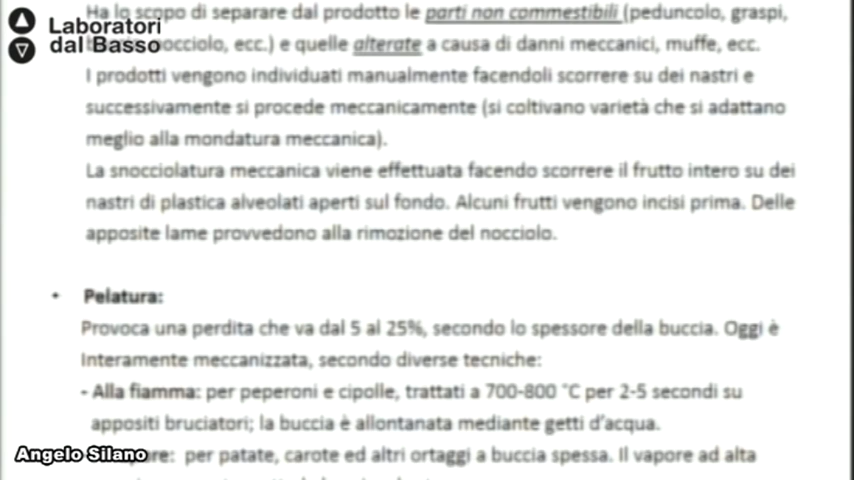 Ha lo scopo di separare dal prodotto le parti non commestibili (peduncolo, graspi,
Laboratori
dal Basso
nocciolo, ecc.) e quelle alterate a causa di danni meccanici, muffe, ecc.
I prodotti vengono individuati manualmente facendoli scorrere su dei nastri e
successivamente si procede meccanicamente (si coltivano varietà che si adattano
meglio alla mondatura meccanica).
La snocciolatura meccanica viene effettuata facendo scorrere il frutto intero su dei
nastri di plastica alveolati aperti sul fondo. Alcuni frutti vengono incisi prima. Delle
apposite lame provvedono alla rimozione del nocciolo.
• Pelatura:
Provoca una perdita che va dal 5 al 25%, secondo lo spessore della buccia. Oggi è
Interamente meccanizzata, secondo diverse tecniche:
- Alla fiamma: per peperoni e cipolle, trattati a 700-800 °C per 2-5 secondi su
appositi bruciatori; la buccia è allontanata mediante getti d'acqua.
Angelo Silano
per patate, carote ed altri ortaggi a buccia spessa. Il vapore ad alta